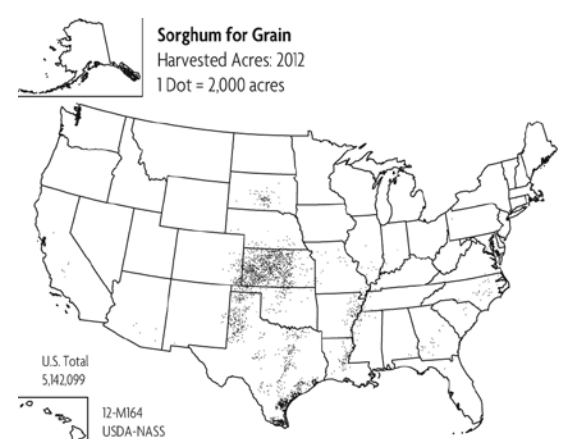 Sorghum for Grain
Harvested Acres: 2012
1 Dot = 2,000 acres
U.S. Total
5,142,099
12-M164
USDA-NASS